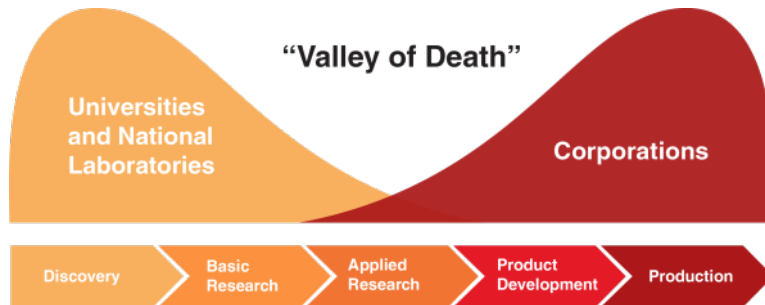 “Valley of Death”
Universities
and National
Laboratories
Corporations
Discovery
Basic
Research
Applied
Research
Product
Development
Production